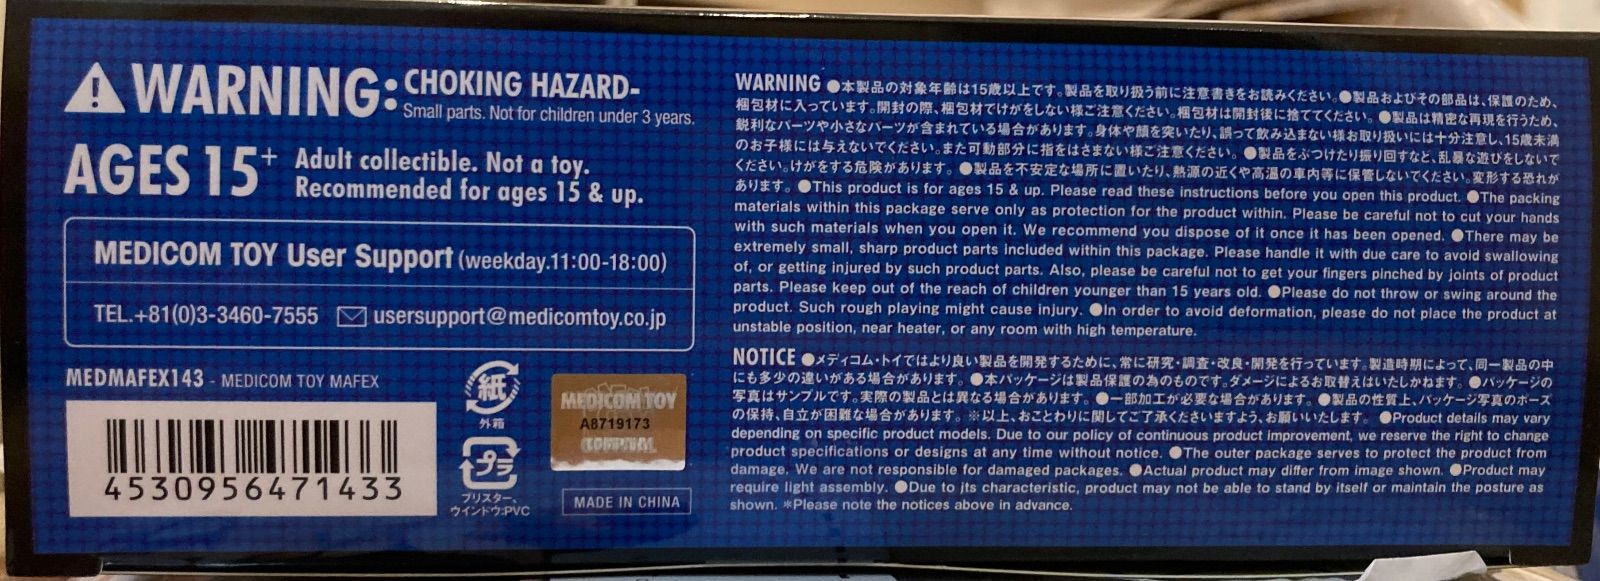 WARNING: CHOKING HAZARD-
Small parts. Not for children under 3 years.
AGES 15+ Adult collectible. Not a toy.
Recommended for ages 15 & up.
MEDICOM TOY User Support (weekday.11:00-18:00)
TEL.+81(0)3-3460-7555 usersupport@medicomtoy.co.jp
MEDMAFEX143 - MEDICOM TOY MAFEX
4530956471433
紙
外箱
プラ
ブリスター、
ウインドウ:PVC
MEDICOM TOY
A8719173
MADE IN CHINA
WARNING ●本製品の対象年齢は15歳以上です。製品を取り扱う前に注意書きをお読みください。●製品およびその部品は、保護のため、
梱包材に入っています。開封の際、梱包材でけがをしない様ご注意ください。梱包材は開封後に捨ててください。●製品は精密な再現を行うため、
鋭利なパーツや小さなパーツが含まれている場合があります。身体や顔を突いたり、誤って飲み込まない様お取り扱いには十分注意し、15歳未満
のお子様には与えないでください。また可動部分に指をはさまない様ご注意ください。●製品をぶつけたり振り回すなど、乱暴な遊びをしないで
ください。けがをする危険があります。●製品を不安定な場所に置いたり、熱源の近くや高温の車内等に保管しないでください。変形する恐れが
あります。●This product is for ages 15 & up. Please read these instructions before you open this product. ●The packing
materials within this package serve only as protection for the product within. Please be careful not to cut your hands
with such materials when you open it. We recommend you dispose of it once it has been opened. ●There may be
extremely small, sharp product parts included within this package. Please handle it with due care to avoid swallowing
of, or getting injured by such product parts. Also, please be careful not to get your fingers pinched by joints of product
parts. Please keep out of the reach of children younger than 15 years old. ●Please do not throw or swing around the
product. Such rough playing might cause injury. ●In order to avoid deformation, please do not place the product at
unstable position, near heater, or any room with high temperature.
NOTICE ●メディコム・トイではより良い製品を開発するために、常に研究・調査・改良・開発を行っています。製造時期によって、同一製品の中
にも多少の違いがある場合があります。●本パッケージは製品保護の為のものです。ダメージによるお取替えはいたしかねます。●パッケージの
写真はサンプルです。実際の製品とは異なる場合があります。●一部加工が必要な場合があります。●製品の性質上、パッケージ写真のポーズ
の保持、自立が困難な場合があります。※以上、おことわりに関してご了承くださいますよう、お願いいたします。●Product details may vary
depending on specific product models. Due to our policy of continuous product improvement, we reserve the right to change
product specifications or designs at any time without notice. ●The outer package serves to protect the product from
damage. We are not responsible for damaged packages. ●Actual product may differ from image shown. ●Product may
require light assembly. ●Due to its characteristic, product may not be able to stand by itself or maintain the posture as
shown. *Please note the notices above in advance.